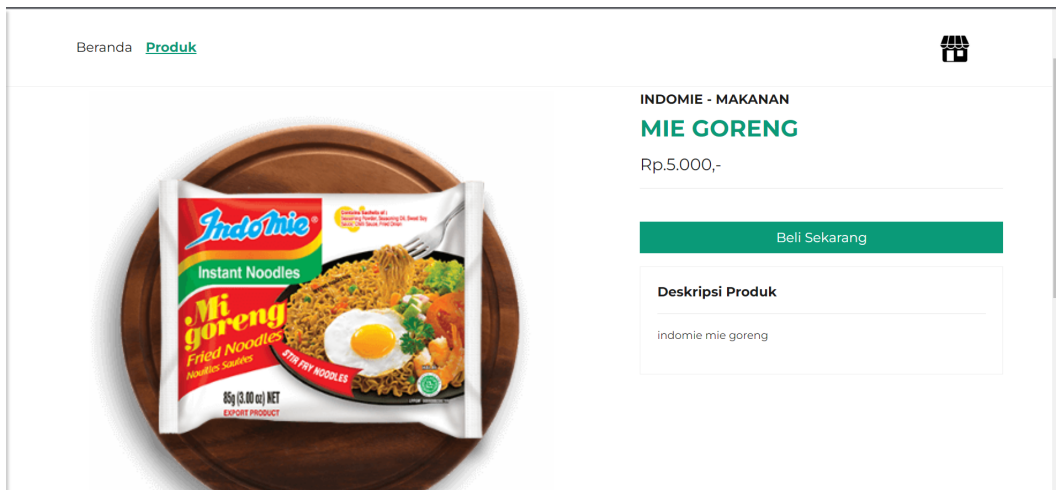 Beranda Produk
INDOMIE - MAKANAN
MIE GORENG
Rp.5.000,-
Beli Sekarang
Deskripsi Produk
indomie mie goreng
Indomie®
Instant Noodles
Mi
goreng
Fried Noodles
Nouilles Sautées
STIR FRY NOODLES
85g (3.00 oz) NET
EXPORT PRODUCT